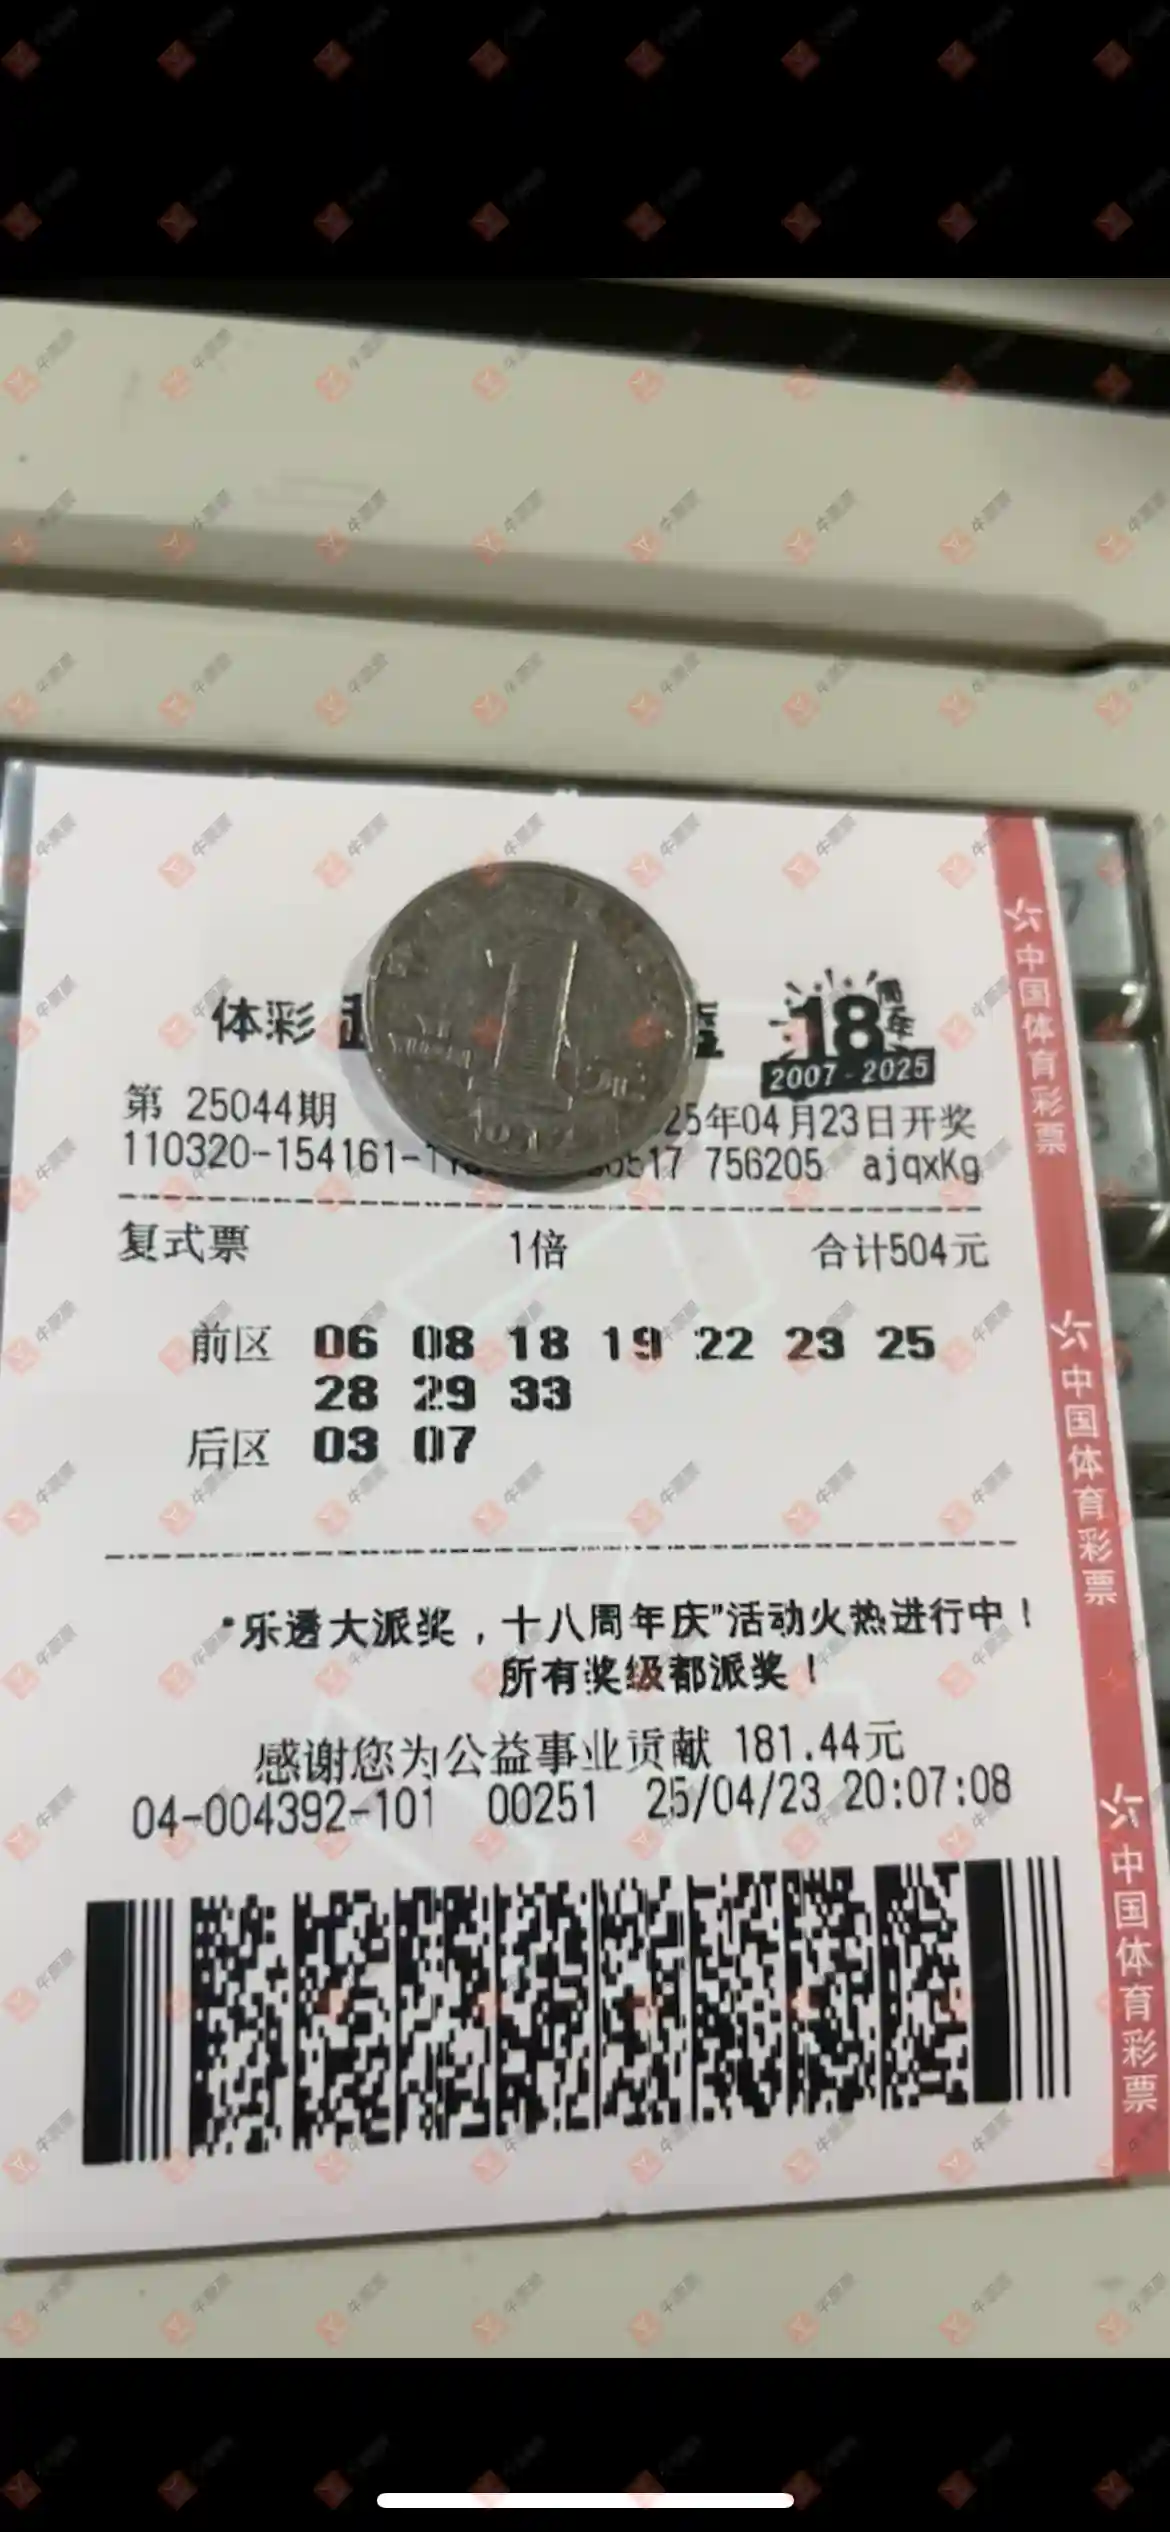 体彩
18周年
2007-2025
第 25044期
25年04月23日开奖
110320-154161-
517 756205 ajqxKg
复式票 1倍 合计504元
前区 06 08 18 19 22 23 25
28 29 33
后区 03 07
"乐透大派奖，十八周年庆"活动火热进行中！
所有奖级都派奖！
感谢您为公益事业贡献 181.44元
04-004392-101 00251 25/04/23 20:07:08
中国体育彩票
中国体育彩票
中国体育彩票